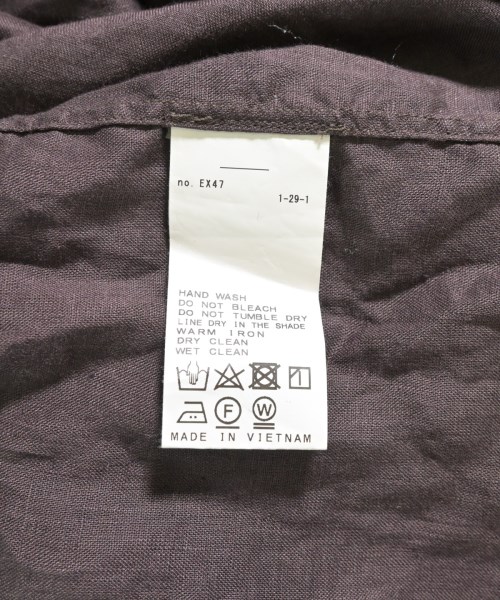 no. EX47
1-29-1
HAND WASH
DO NOT BLEACH
DO NOT TUMBLE DRY
LINE DRY IN THE SHADE
WARM IRON
DRY CLEAN
WET CLEAN
F W
MADE IN VIETNAM